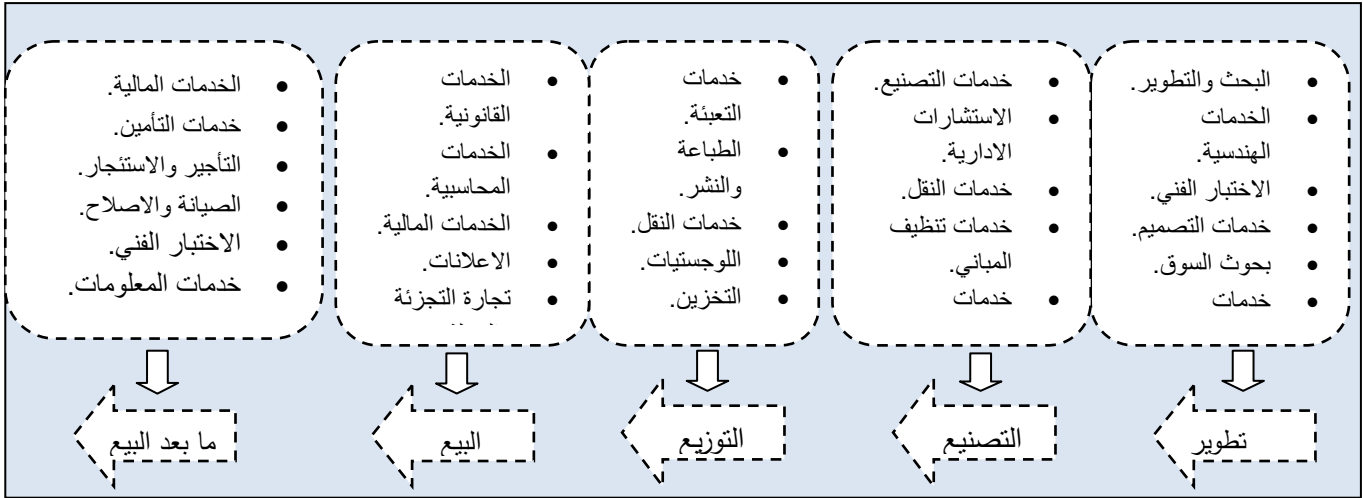 البحث والتطوير.
الخدمات
الهندسية.
الاختبار الفني.
خدمات التصميم.
بحوث السوق.
خدمات
خدمات التصنيع.
الاستشارات
الادارية.
خدمات النقل.
خدمات تنظيف
المباني.
خدمات
خدمات
التعبئة.
الطباعة
والنشر.
خدمات النقل.
اللوجستيات.
التخزين.
الخدمات
القانونية.
الخدمات
المحاسبية.
الخدمات المالية.
الاعلانات.
تجارة التجزئة
الخدمات المالية.
خدمات التأمين.
التأجير والاستئجار.
الصيانة والاصلاح.
الاختبار الفني.
خدمات المعلومات.
تطوير
التصنيع
التوزيع
البيع
ما بعد البيع